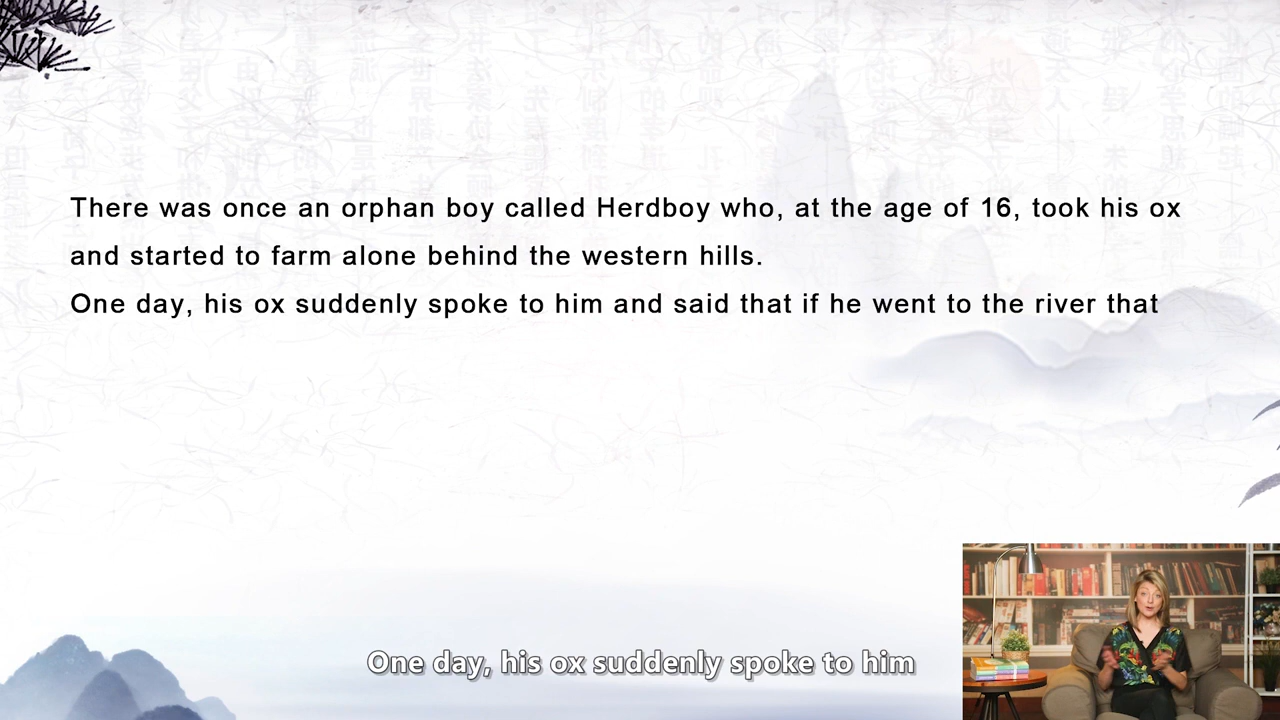 There was once an orphan boy called Herdboy who, at the age of 16, took his ox
and started to farm alone behind the western hills.
One day, his ox suddenly spoke to him and said that if he went to the river that
One day, his ox suddenly spoke to him